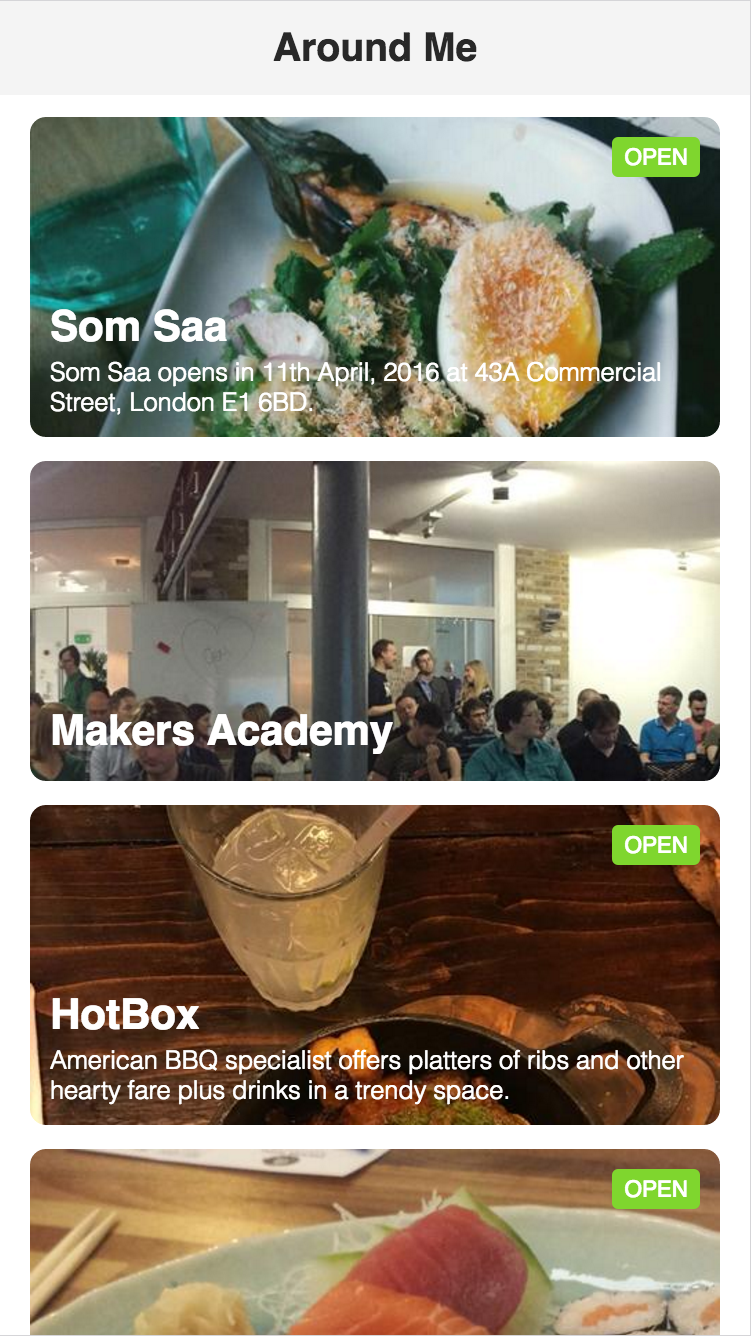 Around Me
OPEN
Som Saa
Som Saa opens in 11th April, 2016 at 43A Commercial
Street, London E1 6BD.
Makers Academy
OPEN
HotBox
American BBQ specialist offers platters of ribs and other
hearty fare plus drinks in a trendy space.
OPEN